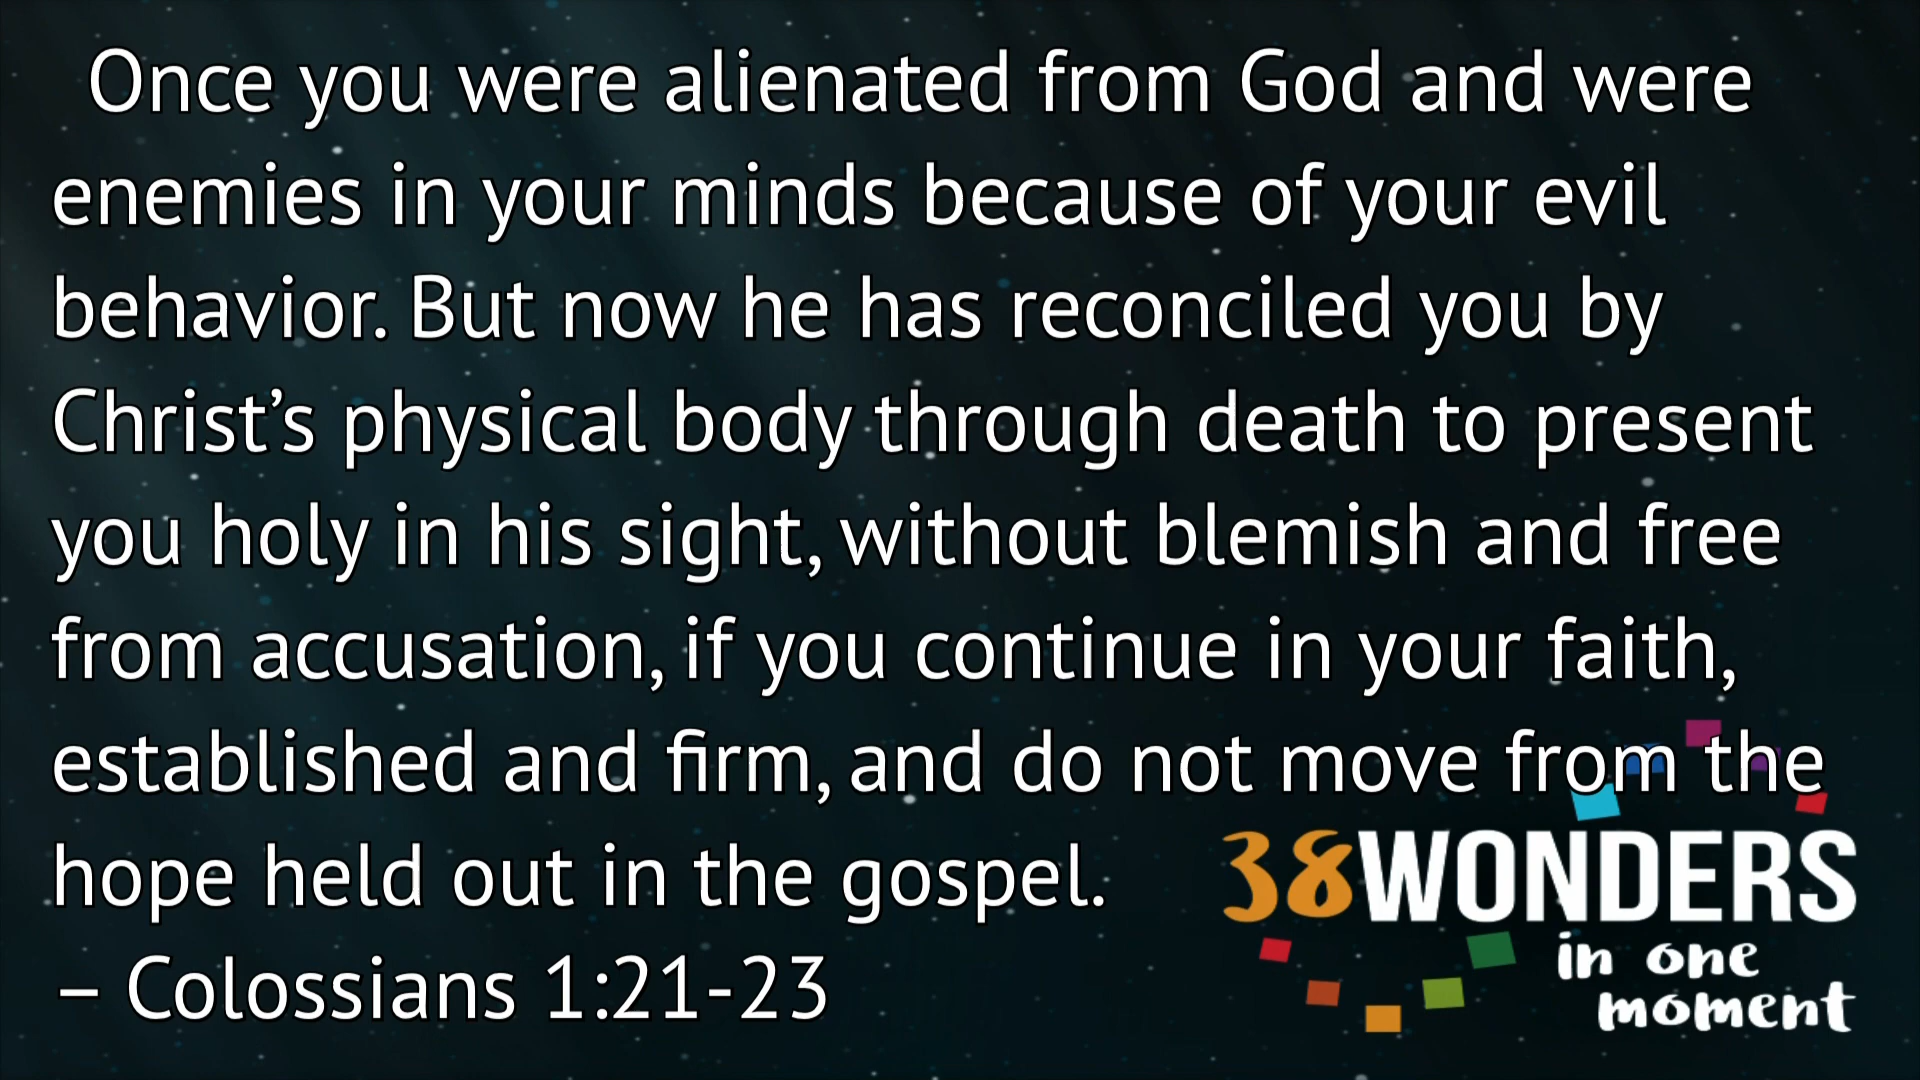 Once you were alienated from God and were
enemies in your minds because of your evil
behavior. But now he has reconciled you by
Christ’s physical body through death to present
you holy in his sight, without blemish and free
from accusation, if you continue in your faith,
established and firm, and do not move from the
hope held out in the gospel.
– Colossians 1:21-23
38WONDERS
in one
moment